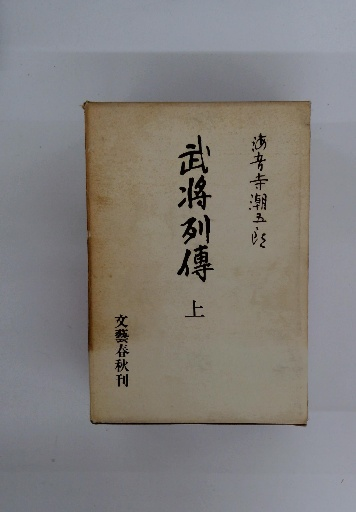 海音寺潮五郎
武将列傳
上
文藝春秋刊